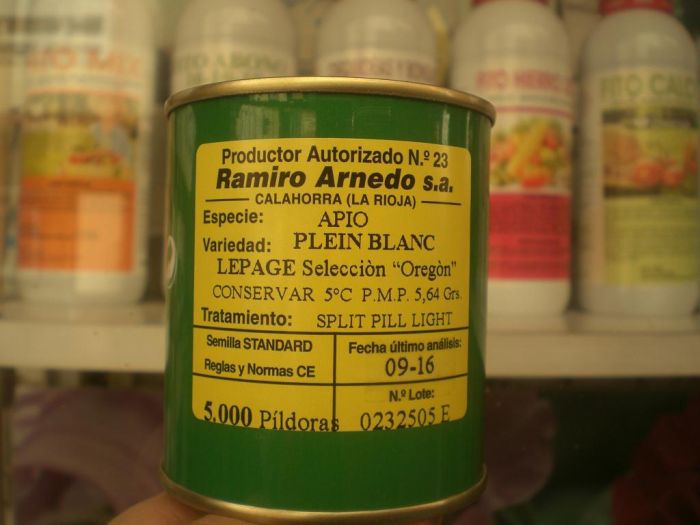 Productor Autorizado N.º 23
Ramiro Arnedo s.a.
CALAHORRA (LA RIOJA)
Especie: APIO
Variedad: PLEIN BLANC
LEPAGE Selecciòn “Oregòn”
CONSERVAR 5ºC P.M.P. 5,64 Grs.
Tratamiento: SPLIT PILL LIGHT
Semilla STANDARD
Reglas y Normas CE
Fecha último análisis:
09-16
5.000 Píldoras
N.º Lote:
0232505 E